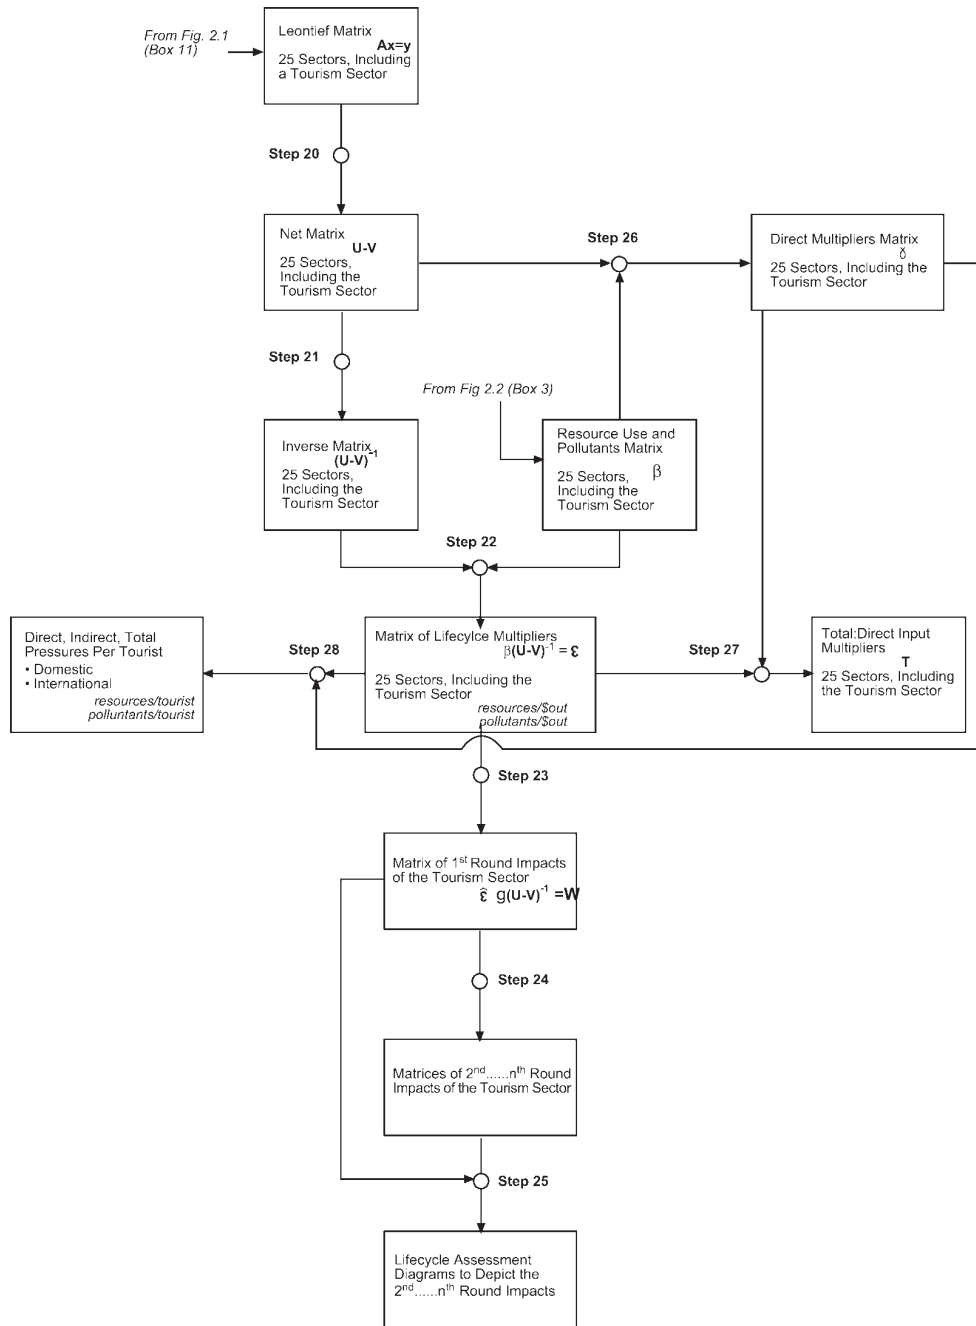 From Fig. 2.1
(Box 11)
Leontief Matrix
Ax=y
25 Sectors, Including
a Tourism Sector
Step 20
Net Matrix
U-V
25 Sectors,
Including the
Tourism Sector
Step 26
Direct Multipliers Matrix
ɣ
25 Sectors, Including the
Tourism Sector
Step 21
From Fig 2.2 (Box 3)
Inverse Matrix
(U-V)⁻¹
25 Sectors,
Including the
Tourism Sector
Resource Use and
Pollutants Matrix
β
25 Sectors,
Including the
Tourism Sector
Step 22
Direct, Indirect, Total
Pressures Per Tourist
• Domestic
• International
resources/tourist
polluntants/tourist
Step 28
Matrix of Lifecylce Multipliers
β(U-V)⁻¹ = ε
25 Sectors, Including the
Tourism Sector
resources/$out
pollutants/$out
Step 27
Total:Direct Input
Multipliers
T
25 Sectors, Including
the Tourism Sector
Step 23
Matrix of 1ˢᵗ Round Impacts
of the Tourism Sector
ε̂ g(U-V)⁻¹ =W
Step 24
Matrices of 2ⁿᵈ......nᵗʰ Round
Impacts of the Tourism Sector
Step 25
Lifecycle Assessment
Diagrams to Depict the
2ⁿᵈ......nᵗʰ Round Impacts